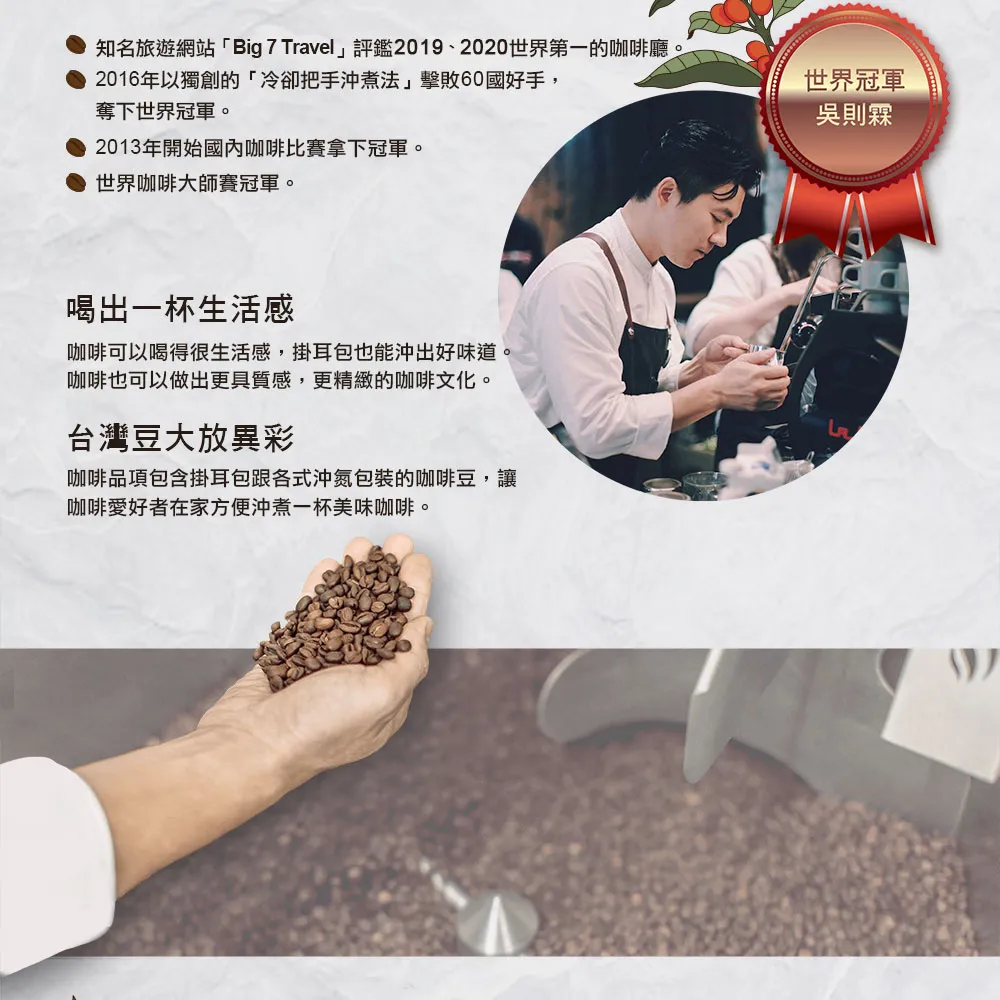 知名旅遊網站「Big 7 Travel」評鑑2019、2020世界第一的咖啡廳。
2016年以獨創的「冷卻把手沖煮法」擊敗60國好手，
奪下世界冠軍。
2013年開始國內咖啡比賽拿下冠軍。
世界咖啡大師賽冠軍。
世界冠軍
吳則霖
喝出一杯生活感
咖啡可以喝得很生活感，掛耳包也能沖出好味道。
咖啡也可以做出更具質感，更精緻的咖啡文化。
台灣豆大放異彩
咖啡品項包含掛耳包跟各式沖氮包裝的咖啡豆，讓
咖啡愛好者在家方便沖煮一杯美味咖啡。